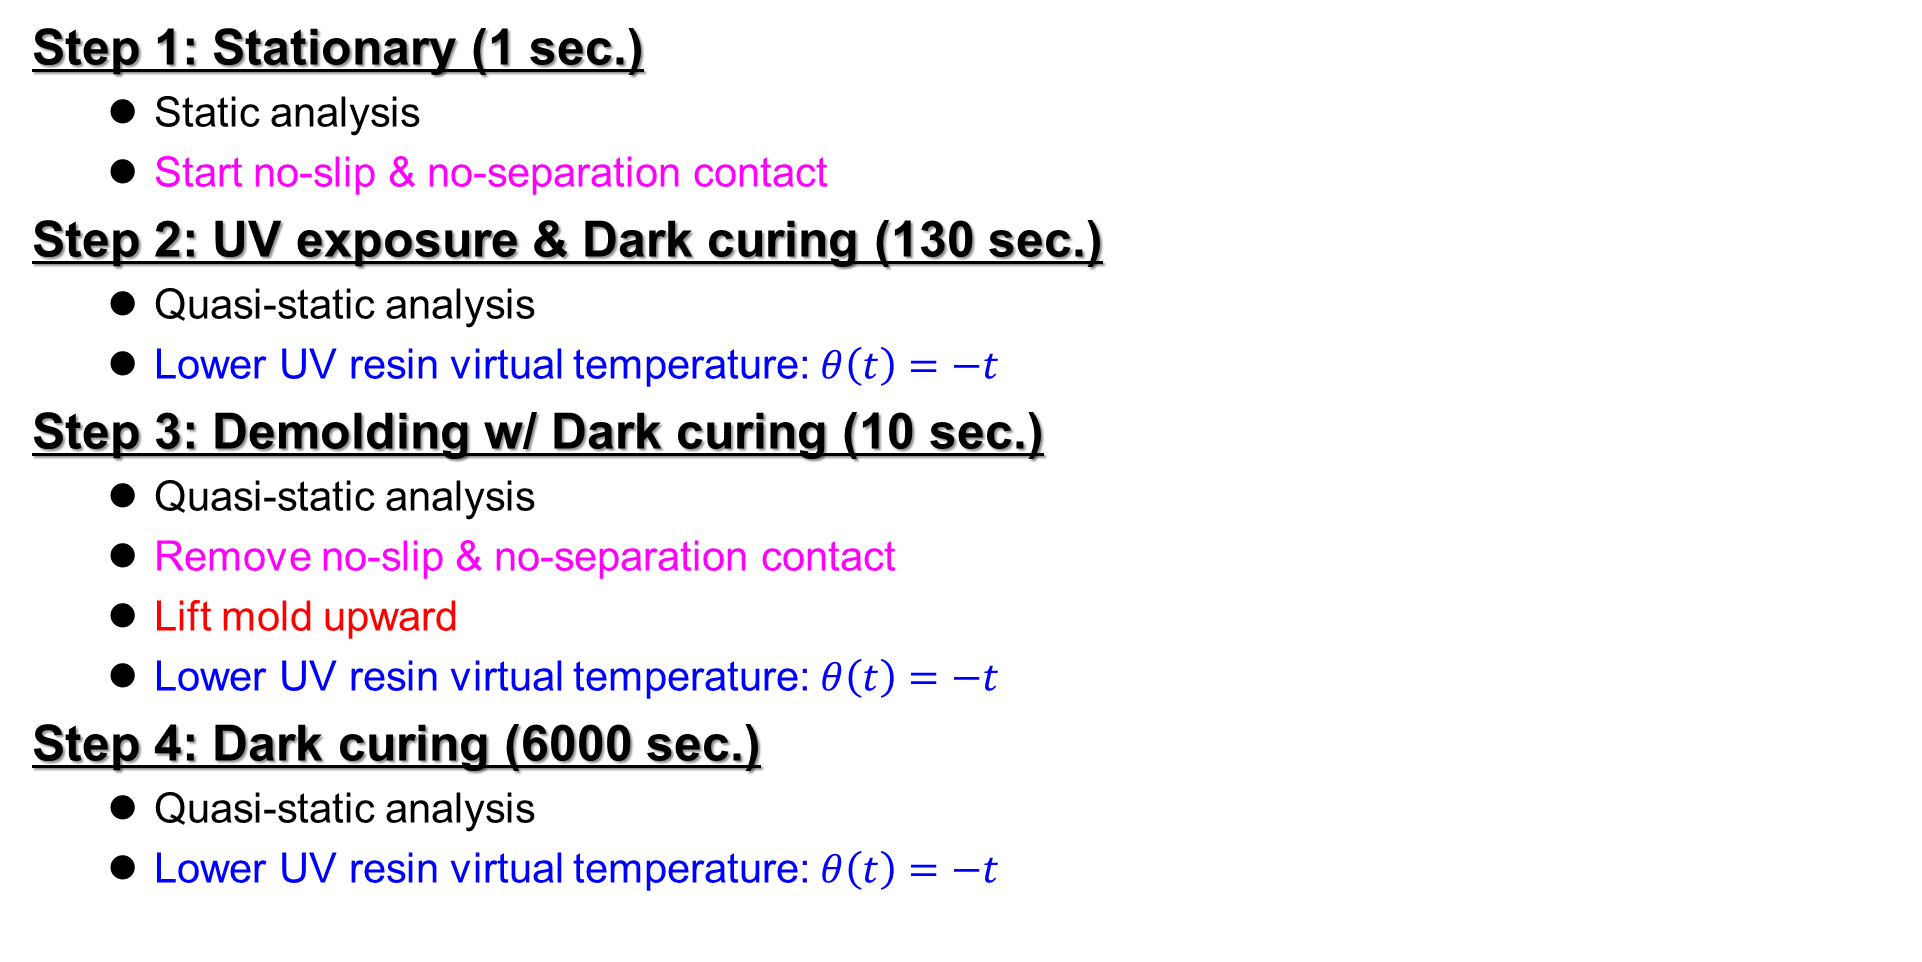 Step 1: Stationary (1 sec.)
● Static analysis
● Start no-slip & no-separation contact
Step 2: UV exposure & Dark curing (130 sec.)
● Quasi-static analysis
● Lower UV resin virtual temperature: 𝜃(𝑡) = −𝑡
Step 3: Demolding w/ Dark curing (10 sec.)
● Quasi-static analysis
● Remove no-slip & no-separation contact
● Lift mold upward
● Lower UV resin virtual temperature: 𝜃(𝑡) = −𝑡
Step 4: Dark curing (6000 sec.)
● Quasi-static analysis
● Lower UV resin virtual temperature: 𝜃(𝑡) = −𝑡